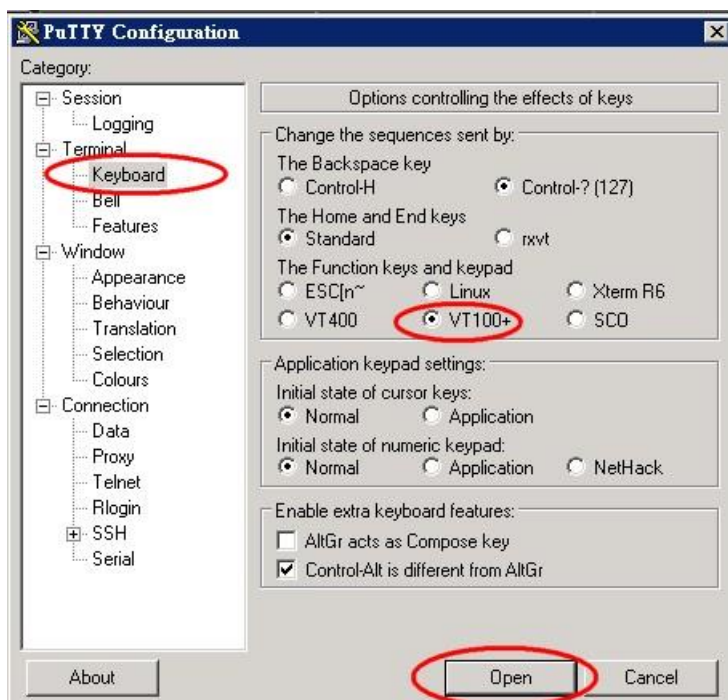 PuTTY Configuration
Category:
Session
Logging
Terminal
Keyboard
Bell
Features
Window
Appearance
Behaviour
Translation
Selection
Colours
Connection
Data
Proxy
Telnet
Rlogin
SSH
Serial
Options controlling the effects of keys
Change the sequences sent by:
The Backspace key
Control-H Control-? (127)
The Home and End keys
Standard rxvt
The Function keys and keypad
ESC[n~ Linux Xterm R6
VT400 VT100+ SCO
Application keypad settings:
Initial state of cursor keys:
Normal Application
Initial state of numeric keypad:
Normal Application NetHack
Enable extra keyboard features:
AltGr acts as Compose key
Control-Alt is different from AltGr
About Open Cancel